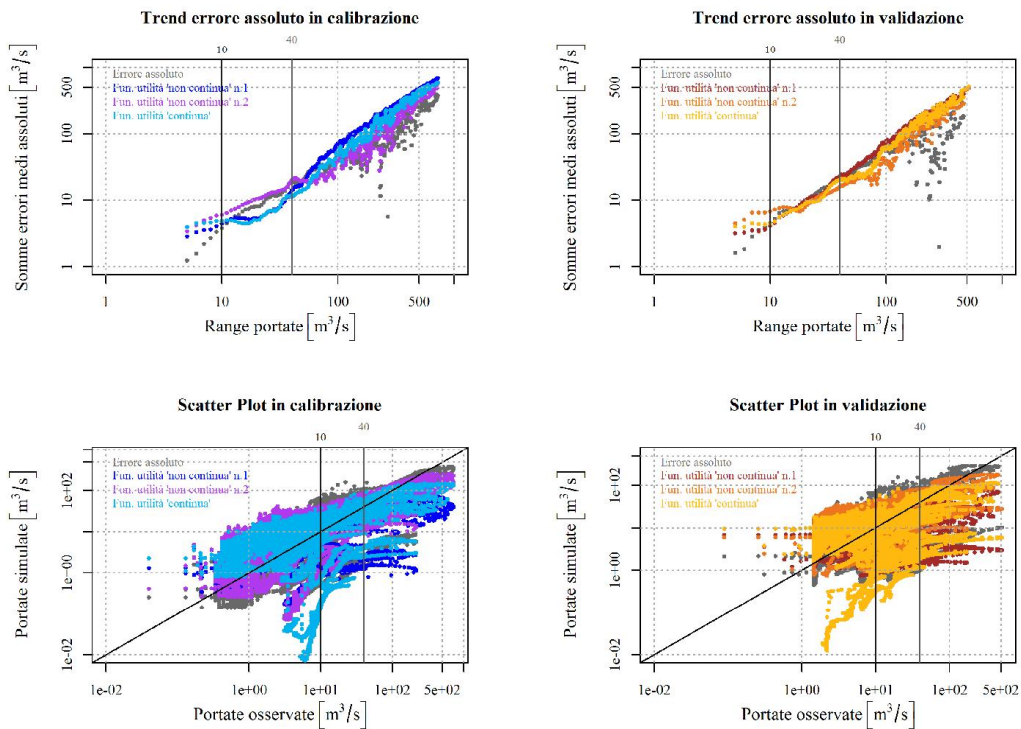 Trend errore assoluto in calibrazione
10
40
Errore assoluto
Fun. utilità 'non continua' n.1
Fun. utilità 'non continua' n.2
Fun. utilità 'continua'
Somme errori medi assoluti [m³/s]
500
100
10
1
1
10
100
500
Range portate [m³/s]
Trend errore assoluto in validazione
10
40
Errore assoluto
Fun. utilità 'non continua' n.1
Fun. utilità 'non continua' n.2
Fun. utilità 'continua'
Somme errori medi assoluti [m³/s]
500
100
10
1
1
10
100
500
Range portate [m³/s]
Scatter Plot in calibrazione
10
40
Errore assoluto
Fun. utilità 'non continua' n.1
Fun. utilità 'non continua' n.2
Fun. utilità 'continua'
Portate simulate [m³/s]
1e+02
1e+00
1e-02
1e-02
1e+00
1e+01
1e+02
5e+02
Portate osservate [m³/s]
Scatter Plot in validazione
10
40
Errore assoluto
Fun. utilità 'non continua' n.1
Fun. utilità 'non continua' n.2
Fun. utilità 'continua'
Portate simulate [m³/s]
1e+02
1e+00
1e-02
1e-02
1e+00
1e+01
1e+02
5e+02
Portate osservate [m³/s]